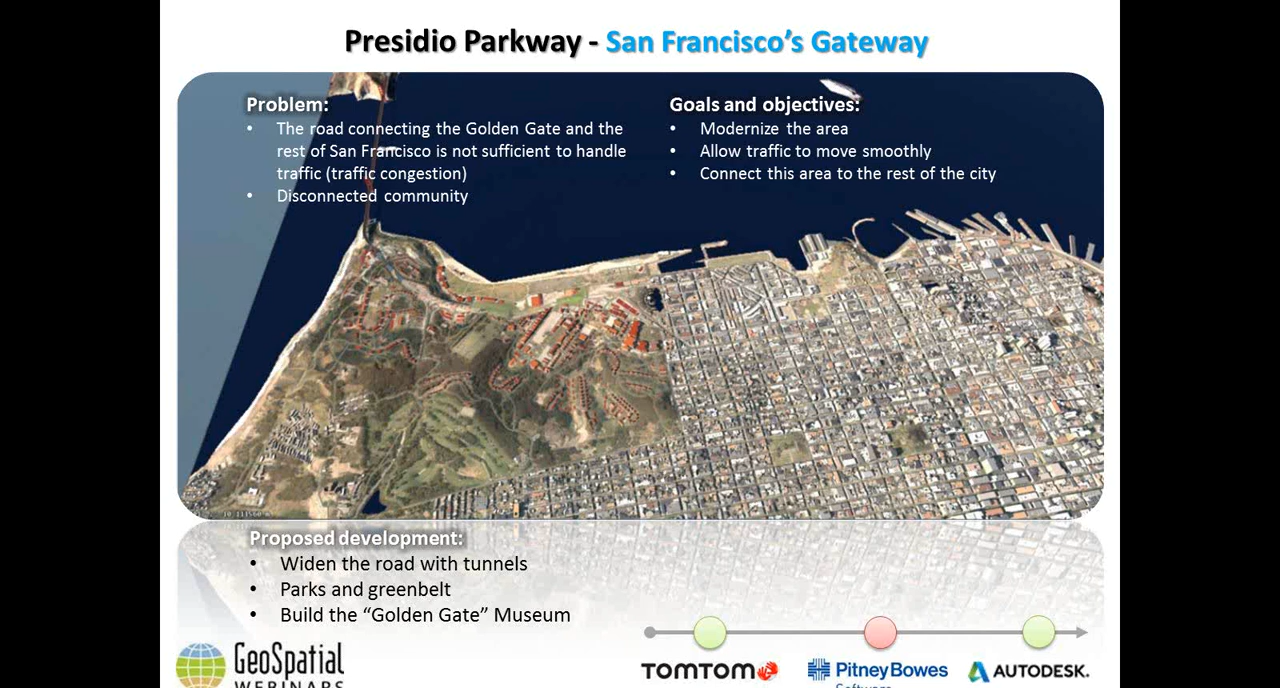 Presidio Parkway - San Francisco's Gateway
Problem:
• The road connecting the Golden Gate and the
rest of San Francisco is not sufficient to handle
traffic (traffic congestion)
• Disconnected community
Goals and objectives:
• Modernize the area
• Allow traffic to move smoothly
• Connect this area to the rest of the city
Proposed development:
• Widen the road with tunnels
• Parks and greenbelt
• Build the “Golden Gate” Museum
GeoSpatial
WEBINARS
TOMTOM
PitneyBowes
Software
AUTODESK.